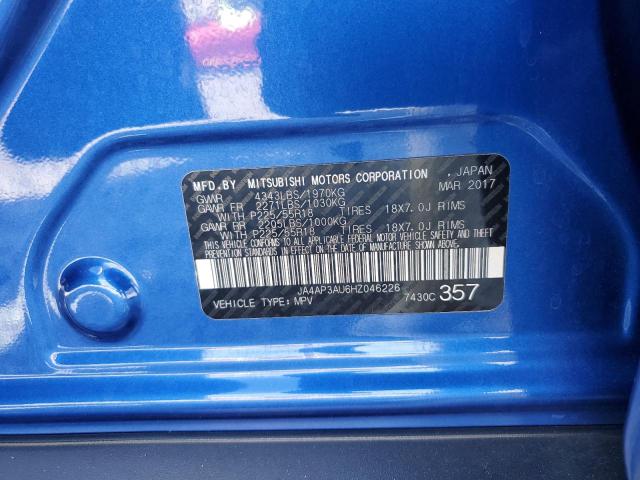 MFD.BY MITSUBISHI MOTORS CORPORATION , JAPAN
GVWR 4343LBS/1970KG MAR 2017
GAWR FR 2271LBS/1030KG
WITH P225/55R18 TIRES 18X7.0J RIMS
GAWR RR 2205LBS/1000KG
WITH P225/55R18 TIRES 18X7.0J RIMS
THIS VEHICLE CONFORMS TO ALL APPLICABLE FEDERAL MOTOR VEHICLE SAFETY AND THEFT
PREVENTION STANDARDS IN EFFECT ON THE DATE OF MANUFACTURE SHOWN ABOVE.
JA4AP3AU6HZ046226
VEHICLE TYPE:MPV 7430C 357